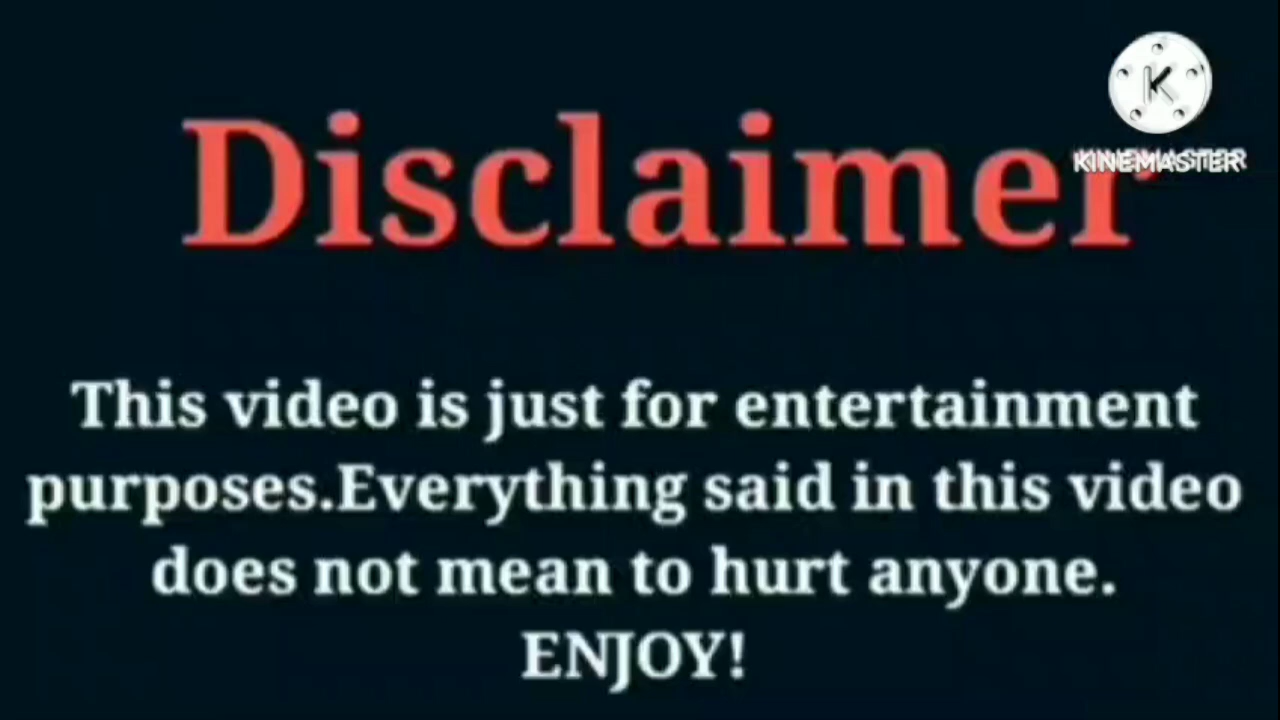 K
KINEMASTER
Disclaimer
This video is just for entertainment
purposes.Everything said in this video
does not mean to hurt anyone.
ENJOY!